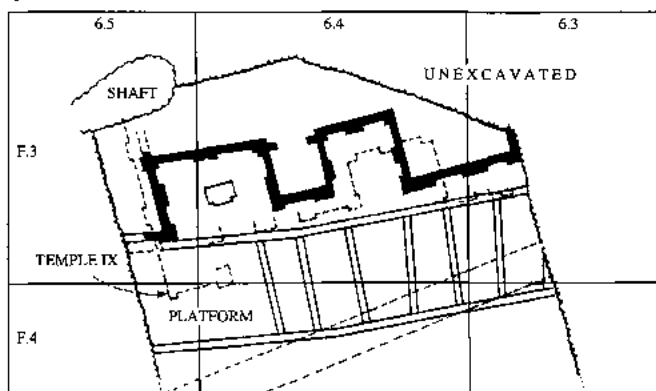 6.5 6.4 6.3
UNEXCAVATED
SHAFT
F.3
TEMPLE IX
PLATFORM
F.4